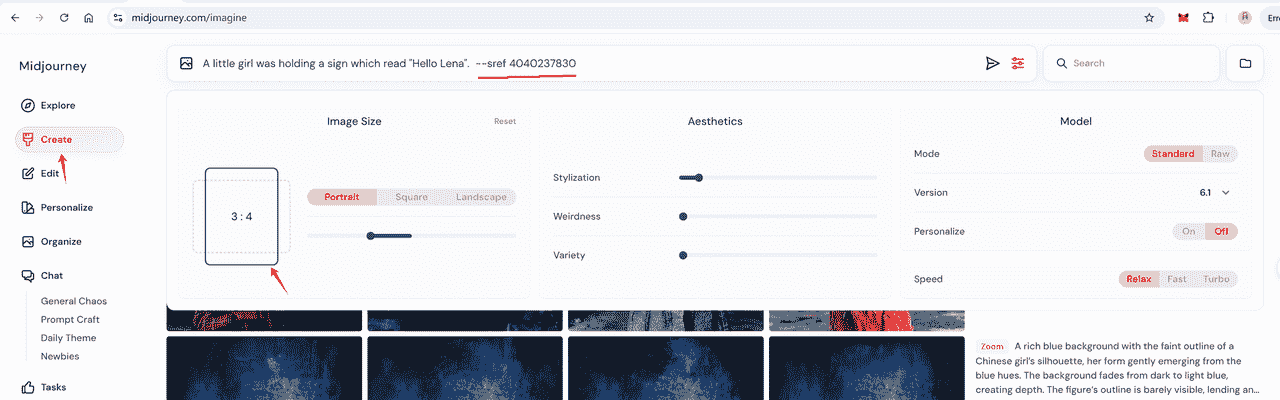 midjourney.com/imagine
Erro
Midjourney
A little girl was holding a sign which read "Hello Lena". --sref 4040237830
Search
Explore
Create
Edit
Personalize
Organize
Chat
General Chaos
Prompt Craft
Daily Theme
Newbies
Tasks
Image Size
Reset
3 : 4
Portrait Square Landscape
Aesthetics
Stylization
Weirdness
Variety
Model
Mode Standard Raw
Version 6.1
Personalize On Off
Speed Relax Fast Turbo
Zoom A rich blue background with the faint outline of a
Chinese girl's silhouette, her form gently emerging from the
blue hues. The background fades from dark to light blue,
creating depth. The figure's outline is barely visible, lending an...